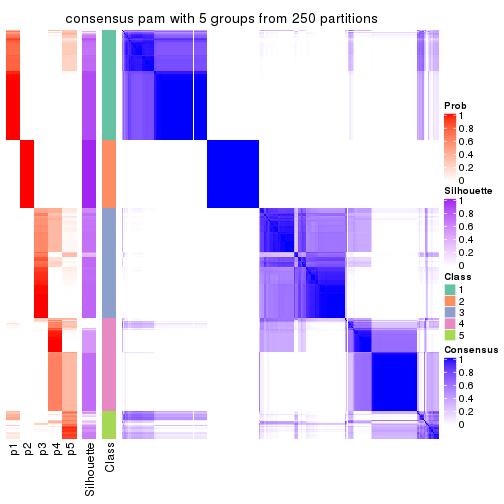 consensus pam with 5 groups from 250 partitions
Prob
1
0.8
0.6
0.4
0.2
0
Silhouette
1
0.8
0.6
0.4
0.2
0
Class
1
2
3
4
5
Consensus
1
0.8
0.6
0.4
0.2
0
p1
p2
p3
p4
p5
Silhouette
Class